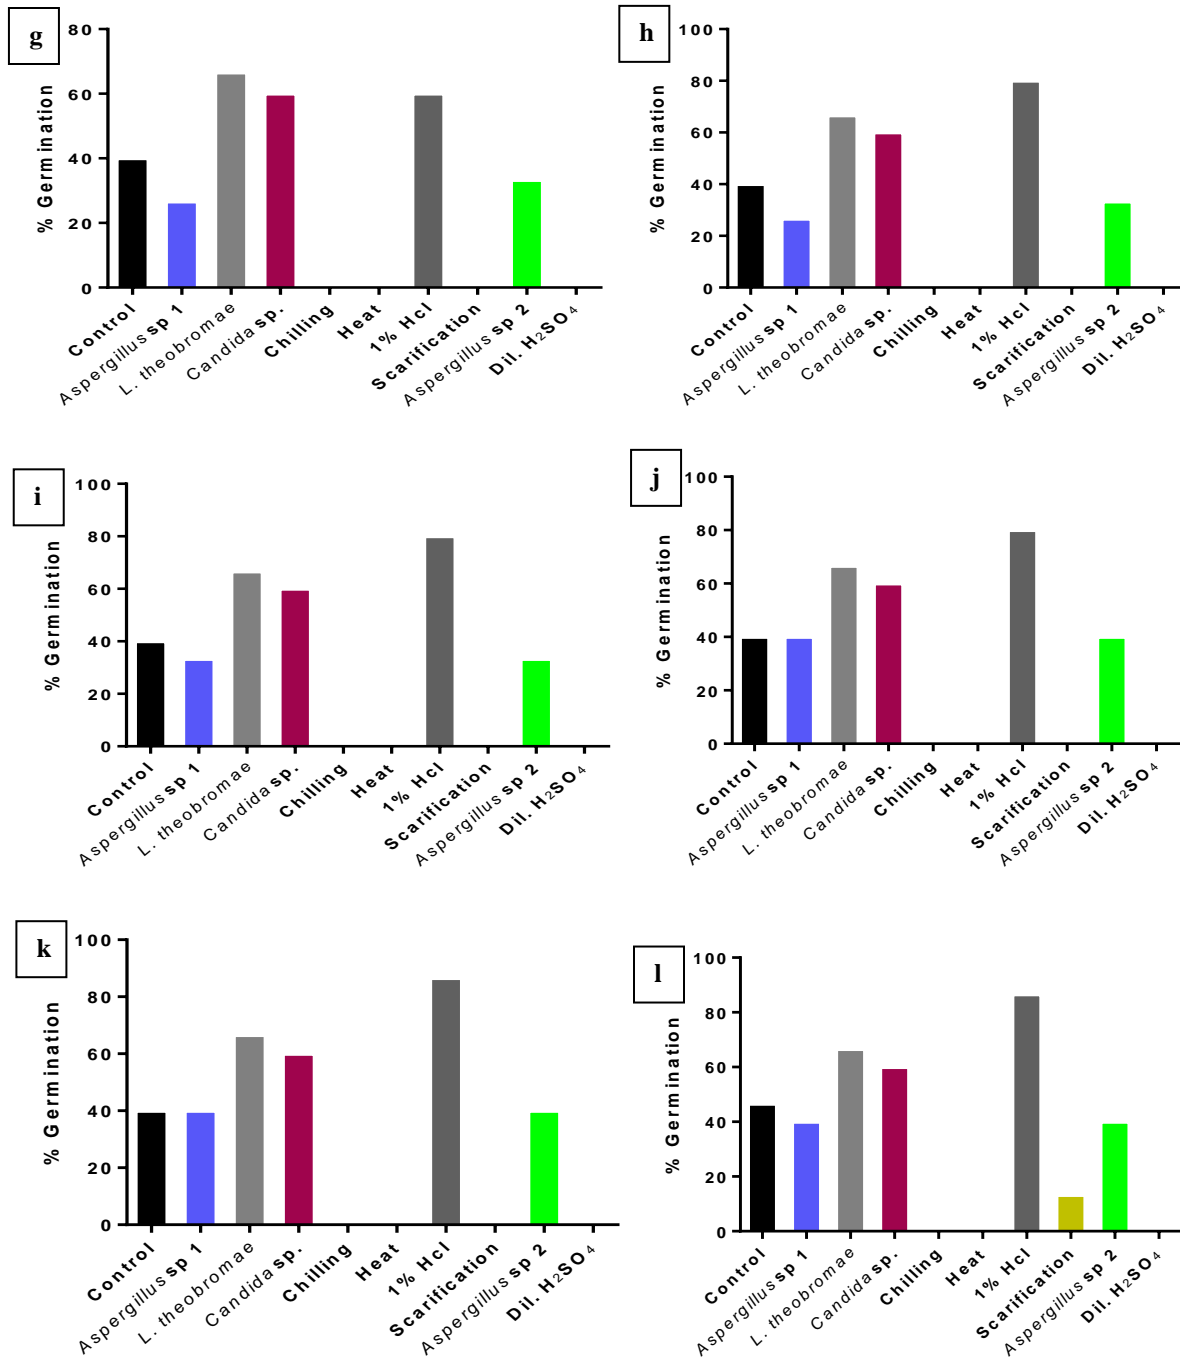 g
% Germination
80
60
40
20
0
Control
Aspergillus sp 1
L. theobromae
Candida sp.
Chilling
Heat
1% Hcl
Scarification
Aspergillus sp 2
Dil. H₂SO₄
h
% Germination
100
80
60
40
20
0
Control
Aspergillus sp 1
L. theobromae
Candida sp.
Chilling
Heat
1% Hcl
Scarification
Aspergillus sp 2
Dil. H₂SO₄
i
% Germination
100
80
60
40
20
0
Control
Aspergillus sp 1
L. theobromae
Candida sp.
Chilling
Heat
1% Hcl
Scarification
Aspergillus sp 2
Dil. H₂SO₄
j
% Germination
100
80
60
40
20
0
Control
Aspergillus sp 1
L. theobromae
Candida sp.
Chilling
Heat
1% Hcl
Scarification
Aspergillus sp 2
Dil. H₂SO₄
k
% Germination
100
80
60
40
20
0
Control
Aspergillus sp 1
L. theobromae
Candida sp.
Chilling
Heat
1% Hcl
Scarification
Aspergillus sp 2
Dil. H₂SO₄
l
% Germination
100
80
60
40
20
0
Control
Aspergillus sp 1
L. theobromae
Candida sp.
Chilling
Heat
1% Hcl
Scarification
Aspergillus sp 2
Dil. H₂SO₄